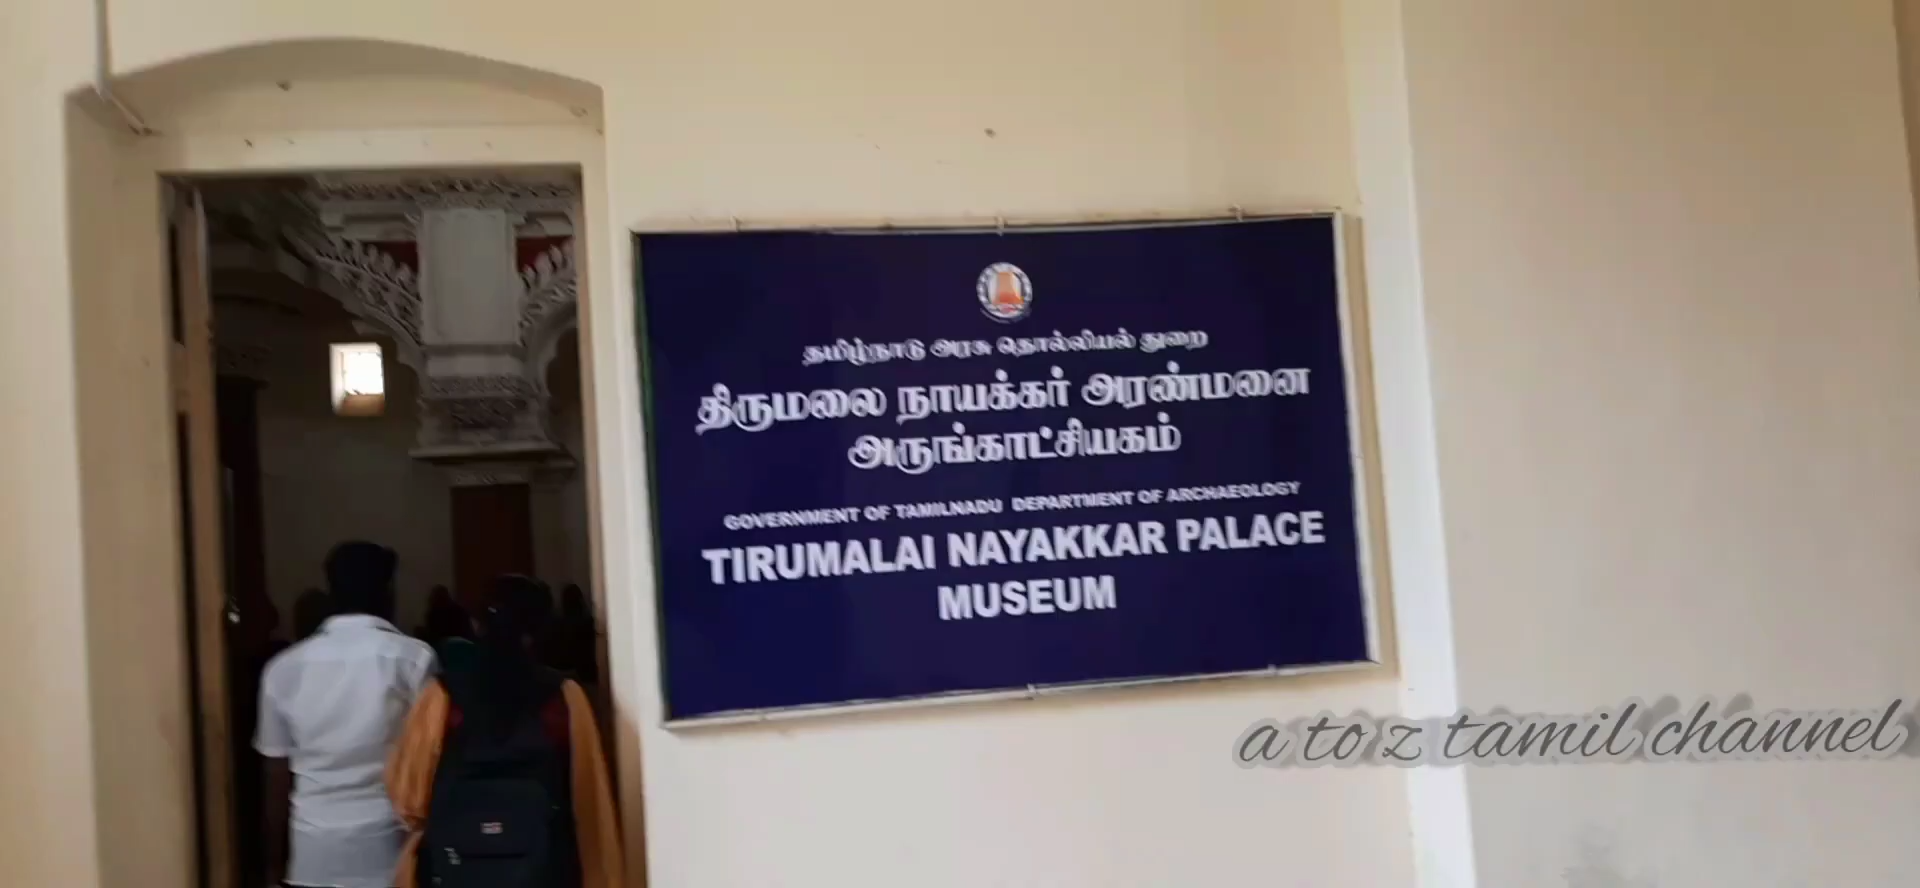 தமிழ்நாடு அரசு தொல்லியல் துறை
திருமலை நாயக்கர் அரண்மனை
அருங்காட்சியகம்
GOVERNMENT OF TAMILNADU DEPARTMENT OF ARCHAEOLOGY
TIRUMALAI NAYAKKAR PALACE
MUSEUM
a to z tamil channel